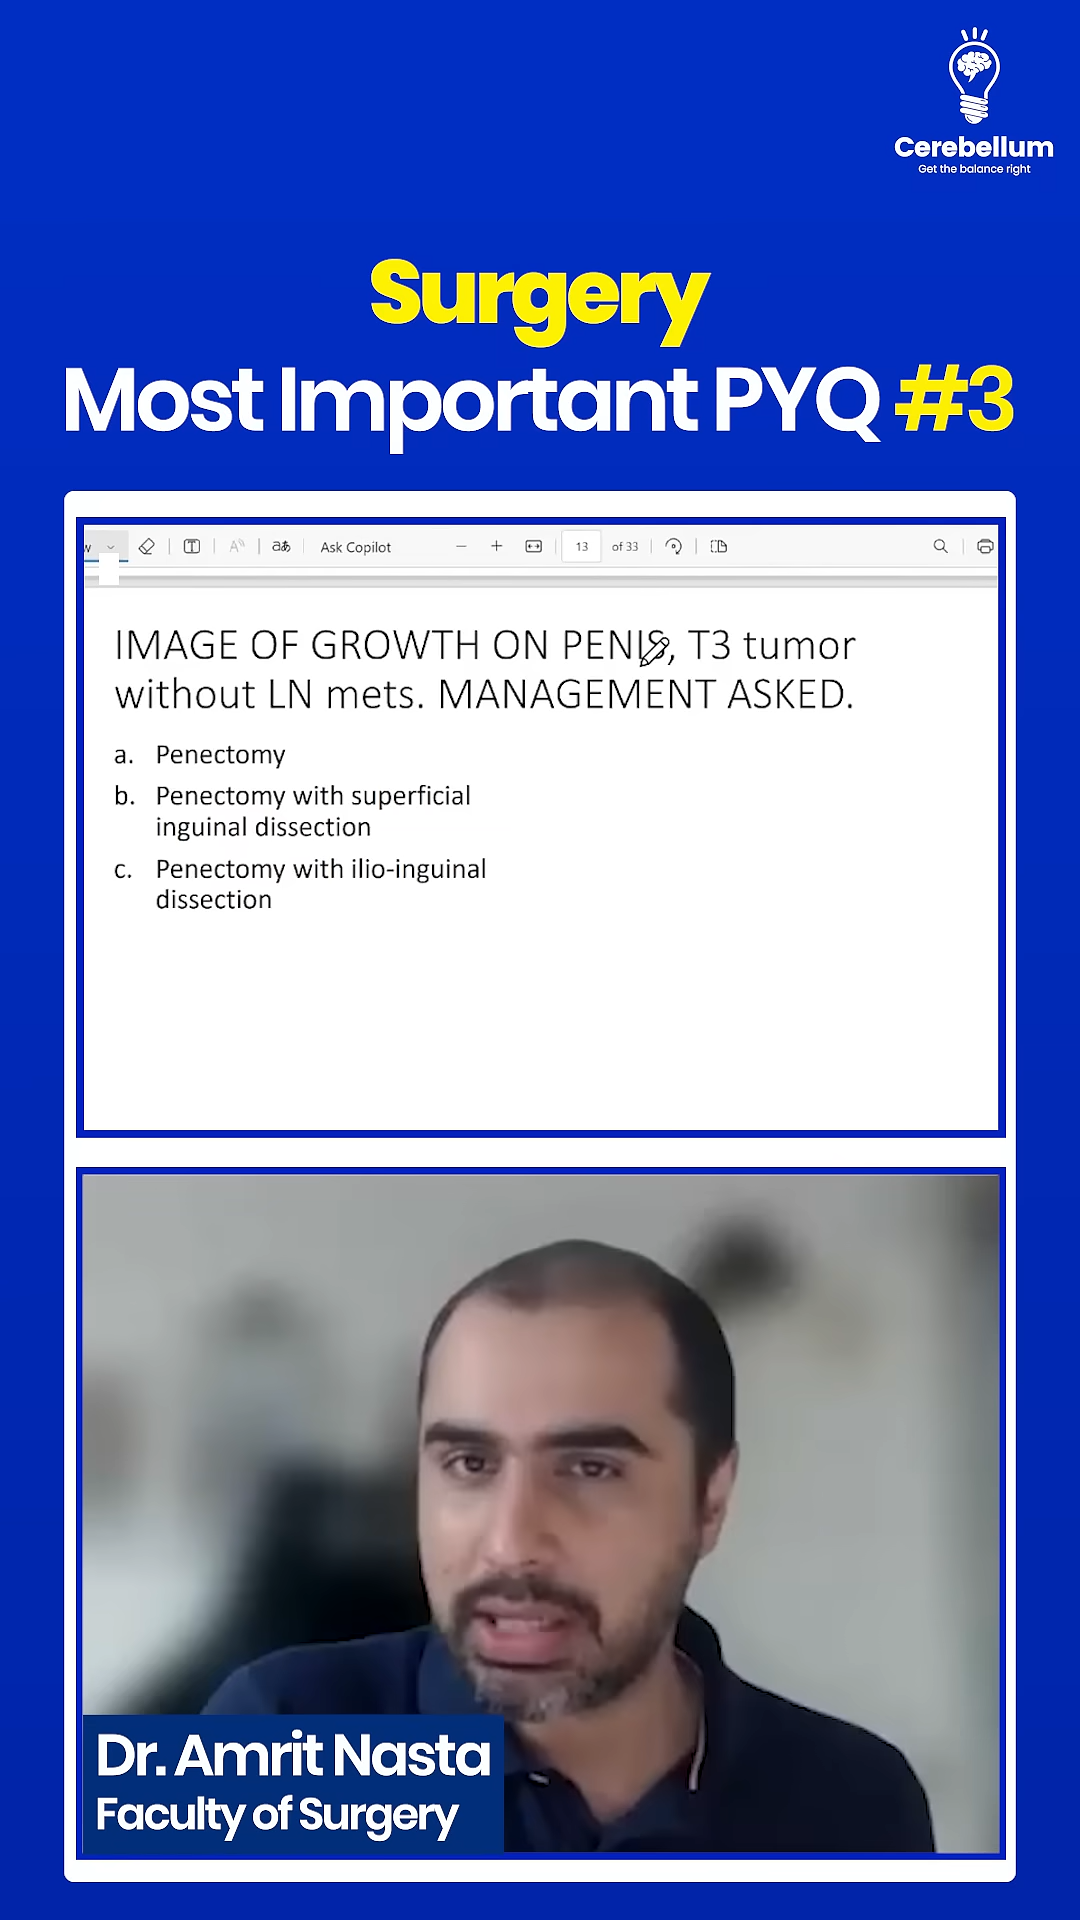 Cerebellum
Get the balance right
Surgery
Most Important PYQ #3
w
T
A
aあ
Ask Copilot
13
of 33
IMAGE OF GROWTH ON PENIS, T3 tumor
without LN mets. MANAGEMENT ASKED.
a. Penectomy
b. Penectomy with superficial
inguinal dissection
c. Penectomy with ilio-inguinal
dissection
Dr. Amrit Nasta
Faculty of Surgery